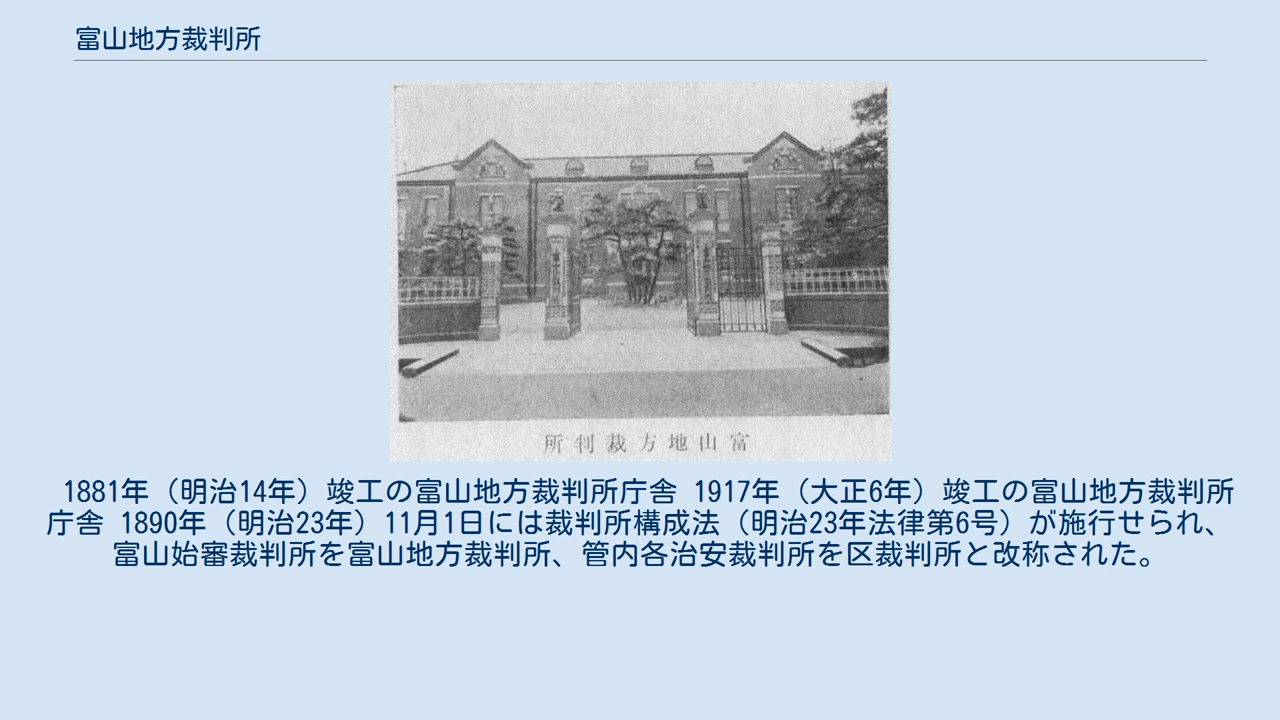 富山地方裁判所
所判裁方地山富
1881年（明治14年）竣工の富山地方裁判所庁舎 1917年（大正6年）竣工の富山地方裁判所
庁舎 1890年（明治23年）11月1日には裁判所構成法（明治23年法律第6号）が施行せられ、
富山始審裁判所を富山地方裁判所、管内各治安裁判所を区裁判所と改称された。